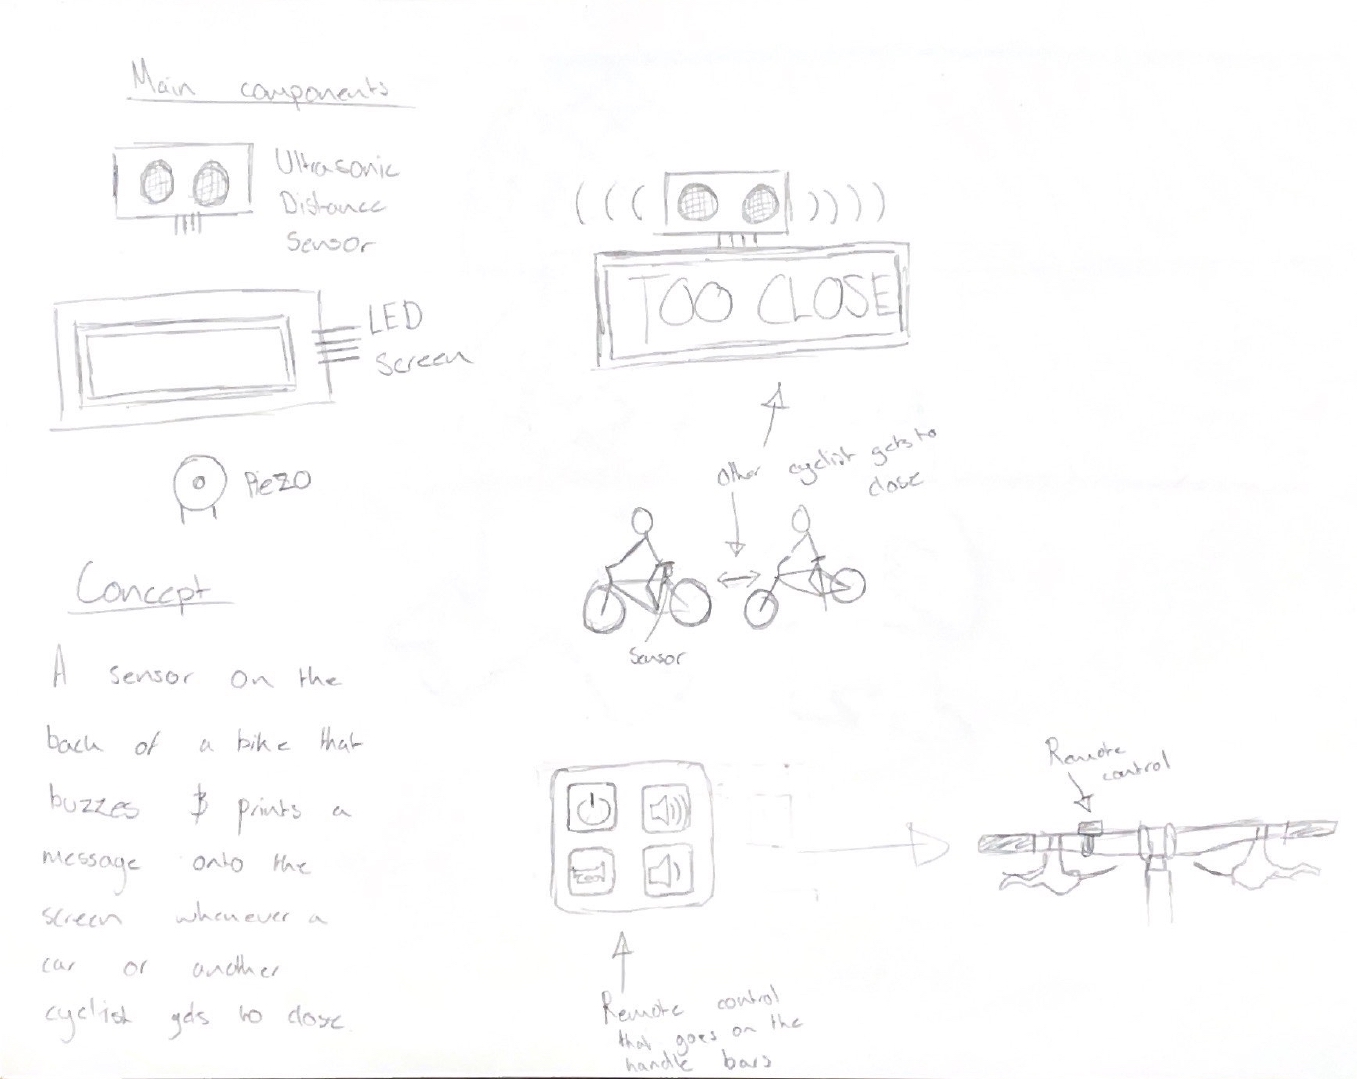 Main components
Ultrasonic
Distance
Sensor
LED
Screen
Piezo
Concept
A sensor on the
back of a bike that
buzzes & prints a
message onto the
screen whenever a
car or another
cyclist gets to close
TOO CLOSE
Other cyclist gets to
close
Sensor
Remote control
that goes on the
handle bars
Remote
control